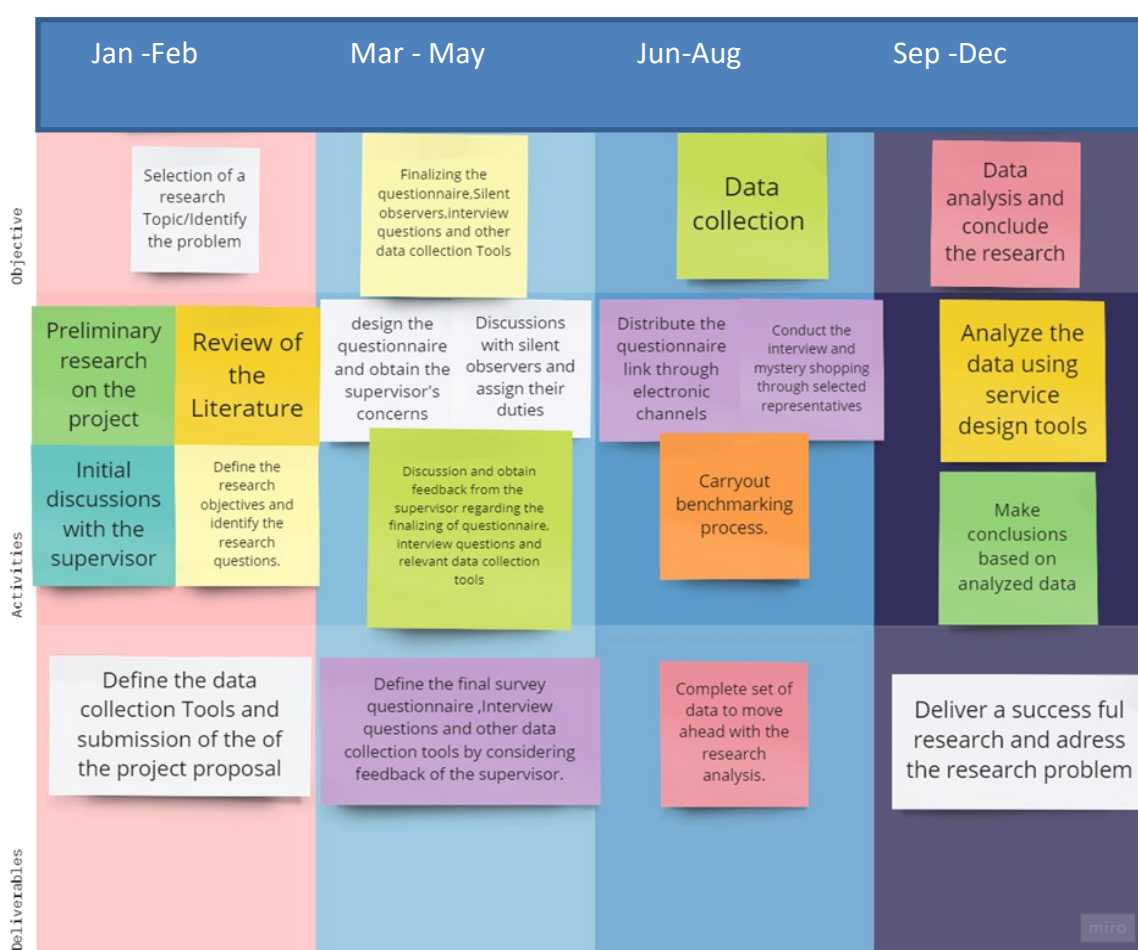 Jan -Feb
Mar - May
Jun-Aug
Sep -Dec
Objective
Selection of a
research
Topic/Identify
the problem
Finalizing the
questionnaire,Silent
observers,interview
questions and other
data collection Tools
Data
collection
Data
analysis and
conclude
the research
Activities
Preliminary
research
on the
project
Review of
the
Literature
Initial
discussions
with the
supervisor
Define the
research
objectives and
identify the
research
questions.
design the
questionnaire
and obtain the
supervisor's
concerns
Discussions
with silent
observers and
assign their
duties
Discussion and obtain
feedback from the
supervisor regarding the
finalizing of questionnaire,
interview questions and
relevant data collection
tools
Distribute the
questionnaire
link through
electronic
channels
Conduct the
interview and
mystery shopping
through selected
representatives
Carryout
benchmarking
process.
Analyze the
data using
service
design tools
Make
conclusions
based on
analyzed data
Deliverables
Define the data
collection Tools and
submission of the of
the project proposal
Define the final survey
questionnaire ,Interview
questions and other data
collection tools by considering
feedback of the supervisor.
Complete set of
data to move
ahead with the
research
analysis.
Deliver a success ful
research and adress
the research problem
miro